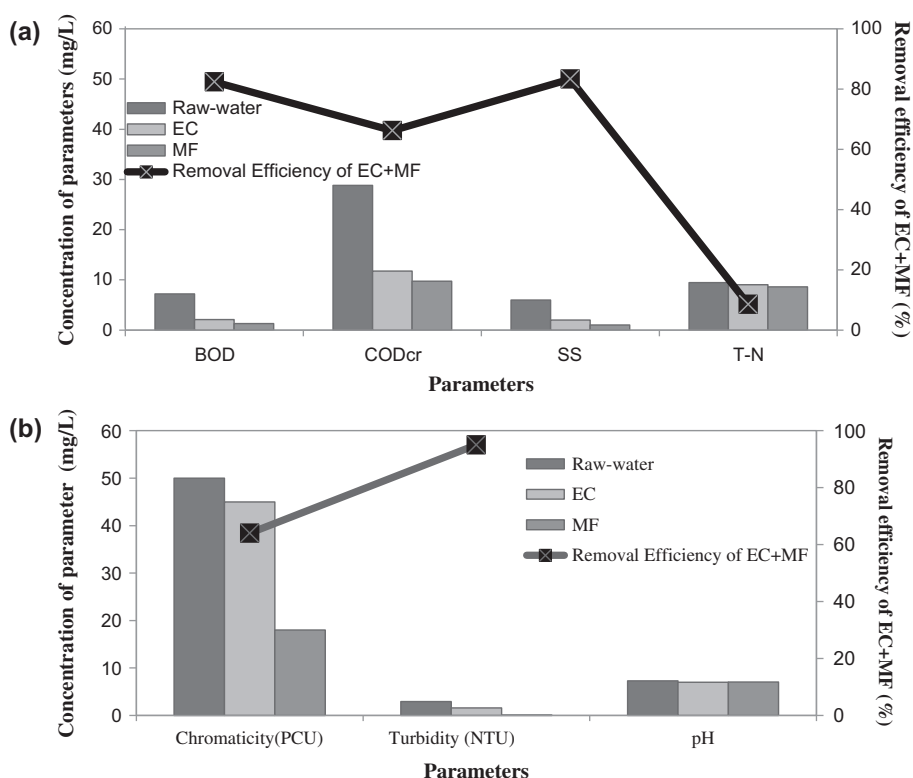 (a)
Concentration of parameters (mg/L)
60
50
40
30
20
10
0
Raw-water
EC
MF
Removal Efficiency of EC+MF
100
80
60
40
20
0
Removal efficiency of EC+MF (%)
BOD CODcr SS T-N
Parameters
(b)
Concentration of parameter (mg/L)
60
50
40
30
20
10
0
Raw-water
EC
MF
Removal Efficiency of EC+MF
100
80
60
40
20
0
Removal efficiency of EC+MF (%)
Chromaticity(PCU) Turbidity (NTU) pH
Parameters